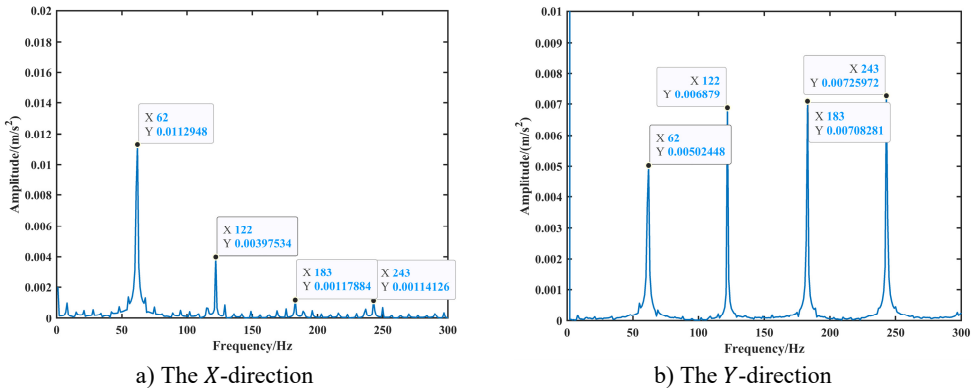 0.02
0.018
0.016
0.014
0.012
0.01
0.008
0.006
0.004
0.002
0
Amplitude/(m/s²)
X 62
Y 0.0112948
X 122
Y 0.00397534
X 183
Y 0.00117884
X 243
Y 0.00114126
0 50 100 150 200 250 300
Frequency/Hz
a) The X-direction
0.01
0.009
0.008
0.007
0.006
0.005
0.004
0.003
0.002
0.001
0
Amplitude/(m/s²)
X 122
Y 0.006879
X 243
Y 0.00725972
X 62
Y 0.00502448
X 183
Y 0.00708281
0 50 100 150 200 250 300
Frequency/Hz
b) The Y-direction